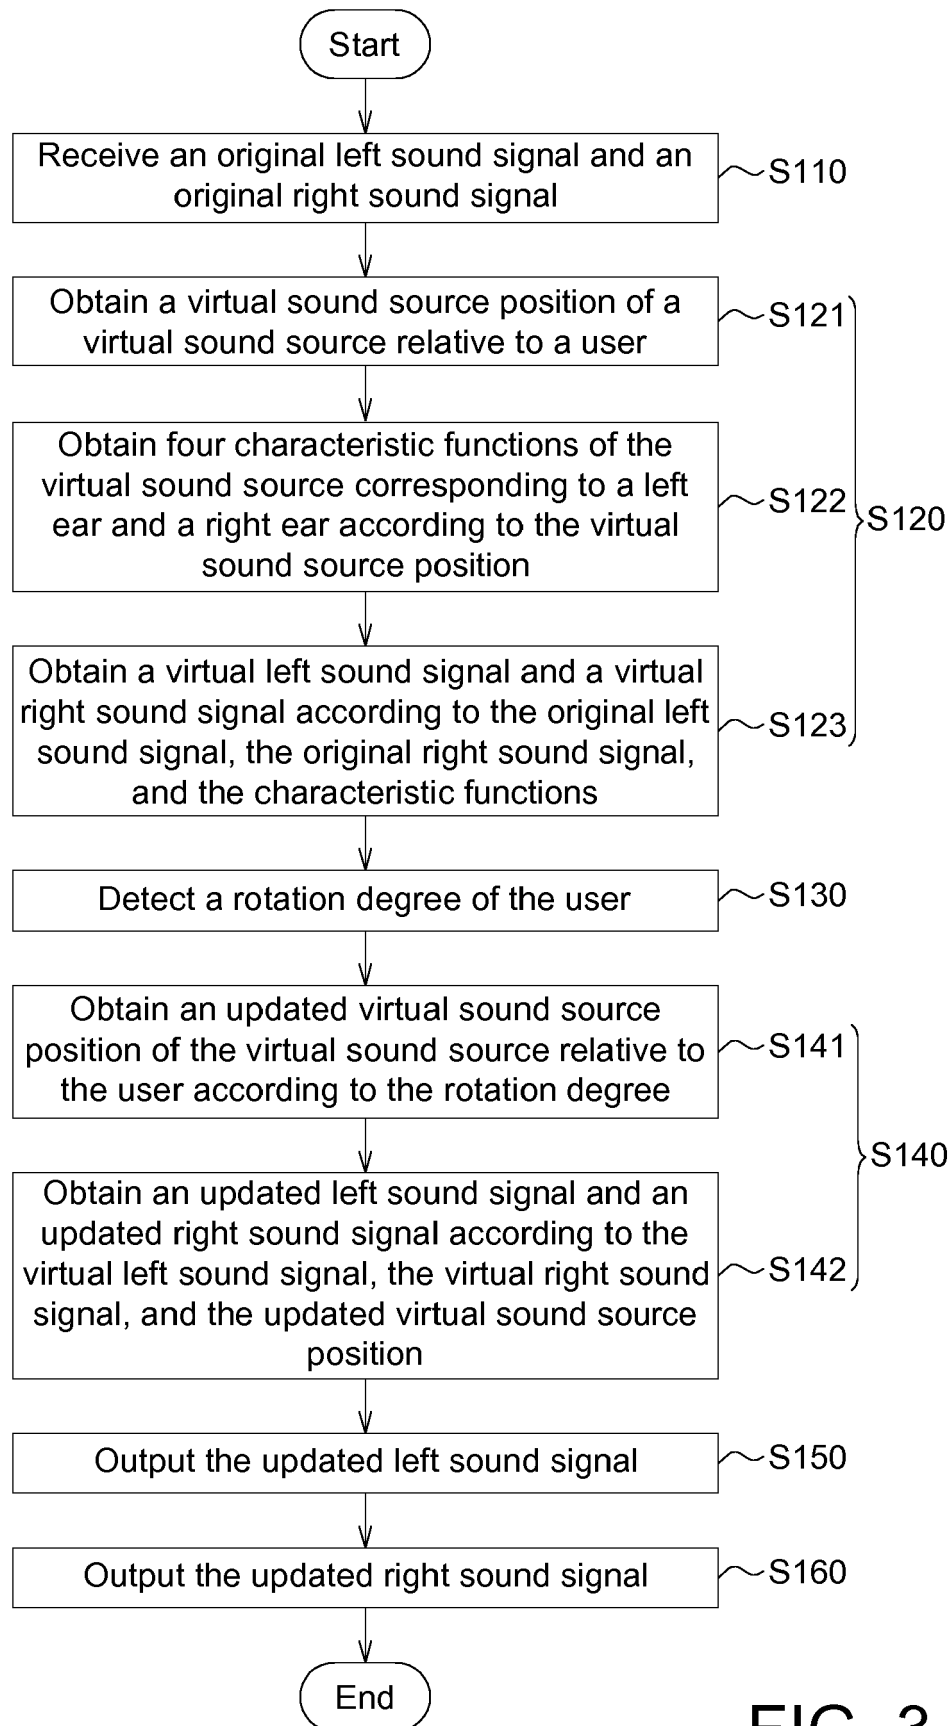 Start
Receive an original left sound signal and an
original right sound signal
S110
Obtain a virtual sound source position of a
virtual sound source relative to a user
S121
Obtain four characteristic functions of the
virtual sound source corresponding to a left
ear and a right ear according to the virtual
sound source position
S122
S120
Obtain a virtual left sound signal and a virtual
right sound signal according to the original left
sound signal, the original right sound signal,
and the characteristic functions
S123
Detect a rotation degree of the user
S130
Obtain an updated virtual sound source
position of the virtual sound source relative to
the user according to the rotation degree
S141
S140
Obtain an updated left sound signal and an
updated right sound signal according to the
virtual left sound signal, the virtual right sound
signal, and the updated virtual sound source
position
S142
Output the updated left sound signal
S150
Output the updated right sound signal
S160
End
FIG. 3